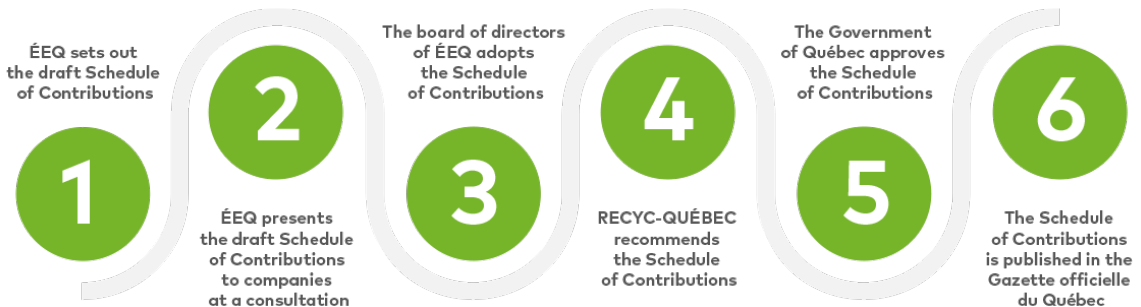 ÉEQ sets out
the draft Schedule
of Contributions
1
2
ÉEQ presents
the draft Schedule
of Contributions
to companies
at a consultation
The board of directors
of ÉEQ adopts
the Schedule
of Contributions
3
4
RECYC-QUÉBEC
recommends
the Schedule
of Contributions
The Government
of Québec approves
the Schedule
of Contributions
5
6
The Schedule
of Contributions
is published in the
Gazette officielle
du Québec